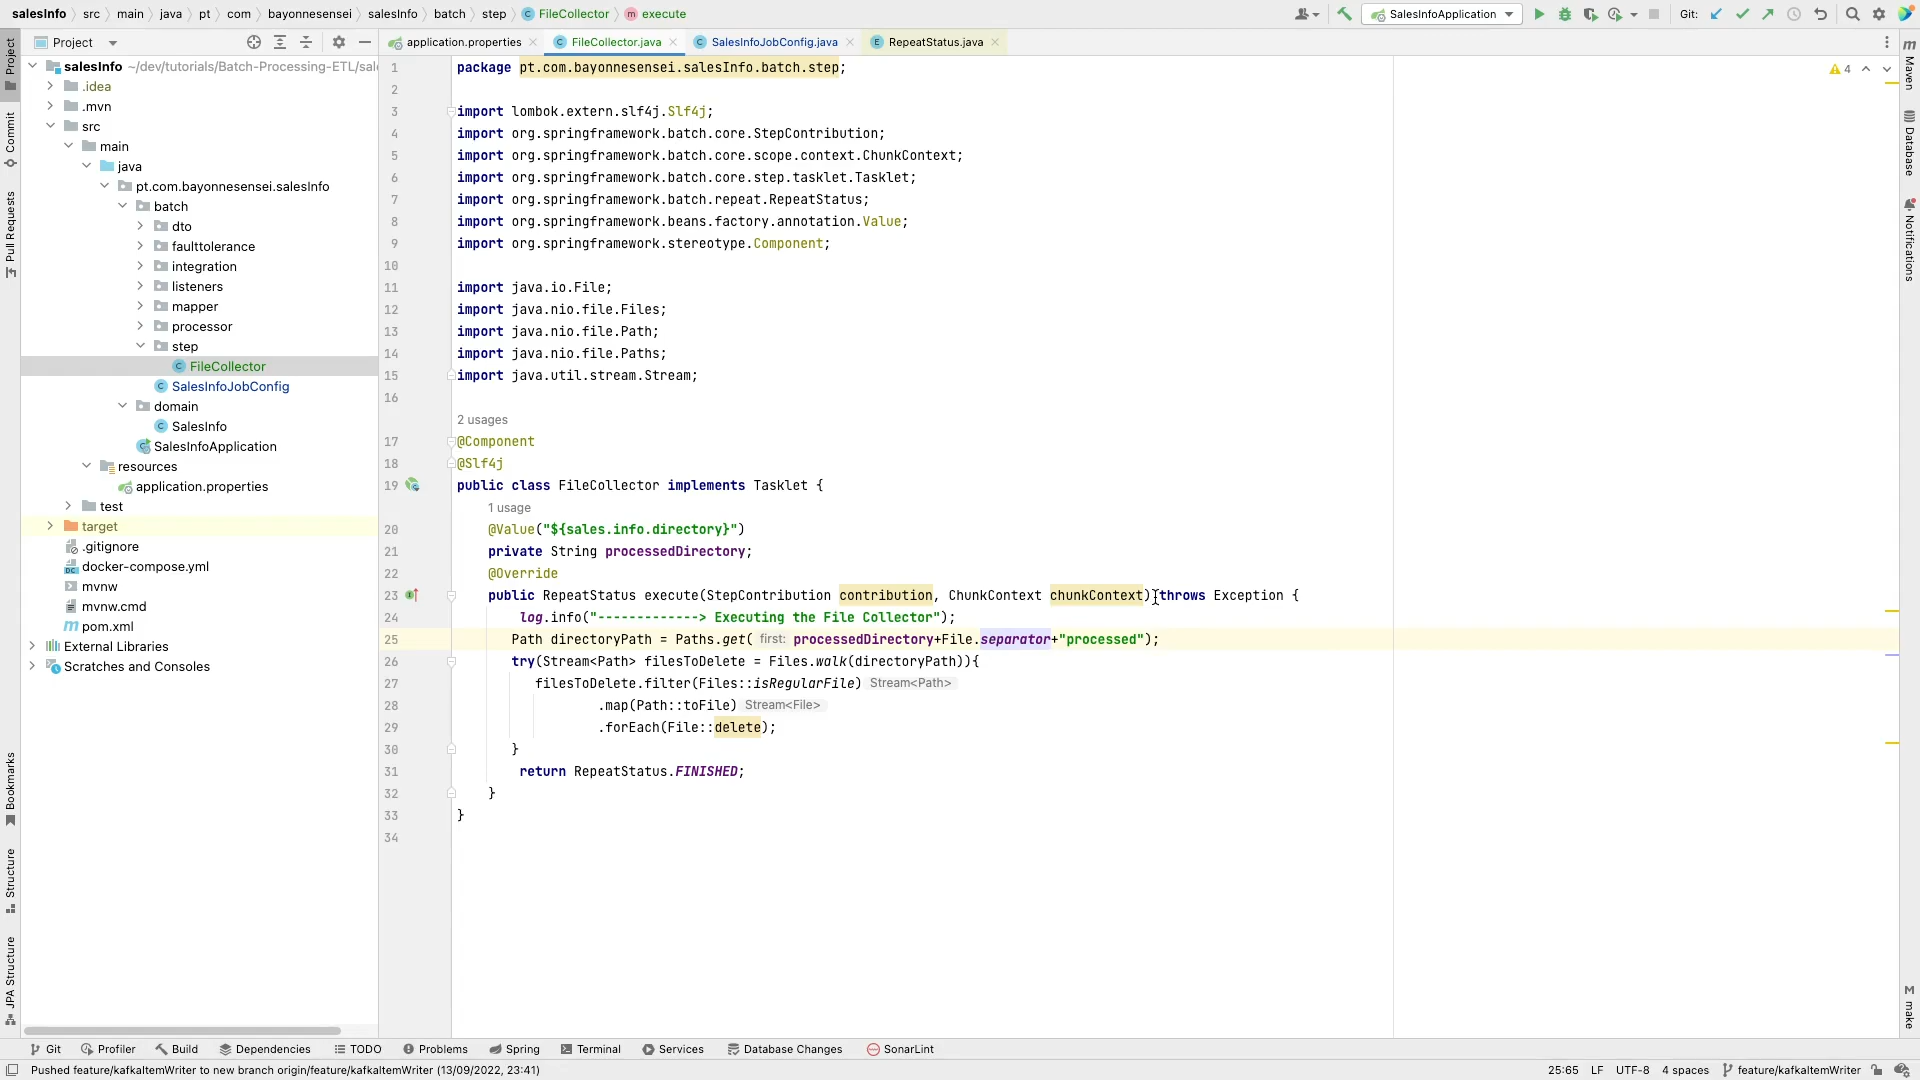 salesInfo › src › main › java › pt › com › bayonnesensei › salesInfo › batch › step › FileCollector › execute
SalesInfoApplication
Git:
Project
application.properties
FileCollector.java
SalesInfoJobConfig.java
RepeatStatus.java
Project
Commit
Pull Requests
Bookmarks
Structure
JPA Structure
salesInfo ~/dev/tutorials/Batch-Processing-ETL/sal
.idea
.mvn
src
main
java
pt.com.bayonnesensei.salesInfo
batch
dto
faulttolerance
integration
listeners
mapper
processor
step
FileCollector
SalesInfoJobConfig
domain
SalesInfo
SalesInfoApplication
resources
application.properties
test
target
.gitignore
docker-compose.yml
mvnw
mvnw.cmd
pom.xml
External Libraries
Scratches and Consoles
4
1 package pt.com.bayonnesensei.salesInfo.batch.step;
2
3 import lombok.extern.slf4j.Slf4j;
4 import org.springframework.batch.core.StepContribution;
5 import org.springframework.batch.core.scope.context.ChunkContext;
6 import org.springframework.batch.core.step.tasklet.Tasklet;
7 import org.springframework.batch.repeat.RepeatStatus;
8 import org.springframework.beans.factory.annotation.Value;
9 import org.springframework.stereotype.Component;
10
11 import java.io.File;
12 import java.nio.file.Files;
13 import java.nio.file.Path;
14 import java.nio.file.Paths;
15 import java.util.stream.Stream;
16
2 usages
17 @Component
18 @Slf4j
19 public class FileCollector implements Tasklet {
1 usage
20 @Value("${sales.info.directory}")
21 private String processedDirectory;
22 @Override
23 public RepeatStatus execute(StepContribution contribution, ChunkContext chunkContext) throws Exception {
24 log.info("-------------> Executing the File Collector");
25 Path directoryPath = Paths.get( first: processedDirectory+File.separator+"processed");
26 try(Stream<Path> filesToDelete = Files.walk(directoryPath)){
27 filesToDelete.filter(Files::isRegularFile) Stream<Path>
28 .map(Path::toFile) Stream<File>
29 .forEach(File::delete);
30 }
31 return RepeatStatus.FINISHED;
32 }
33 }
34
Maven
Database
Notifications
make
Git
Profiler
Build
Dependencies
TODO
Problems
Spring
Terminal
Services
Database Changes
SonarLint
Pushed feature/kafkaItemWriter to new branch origin/feature/kafkaItemWriter (13/09/2022, 23:41)
25:65 LF UTF-8 4 spaces feature/kafkaItemWriter